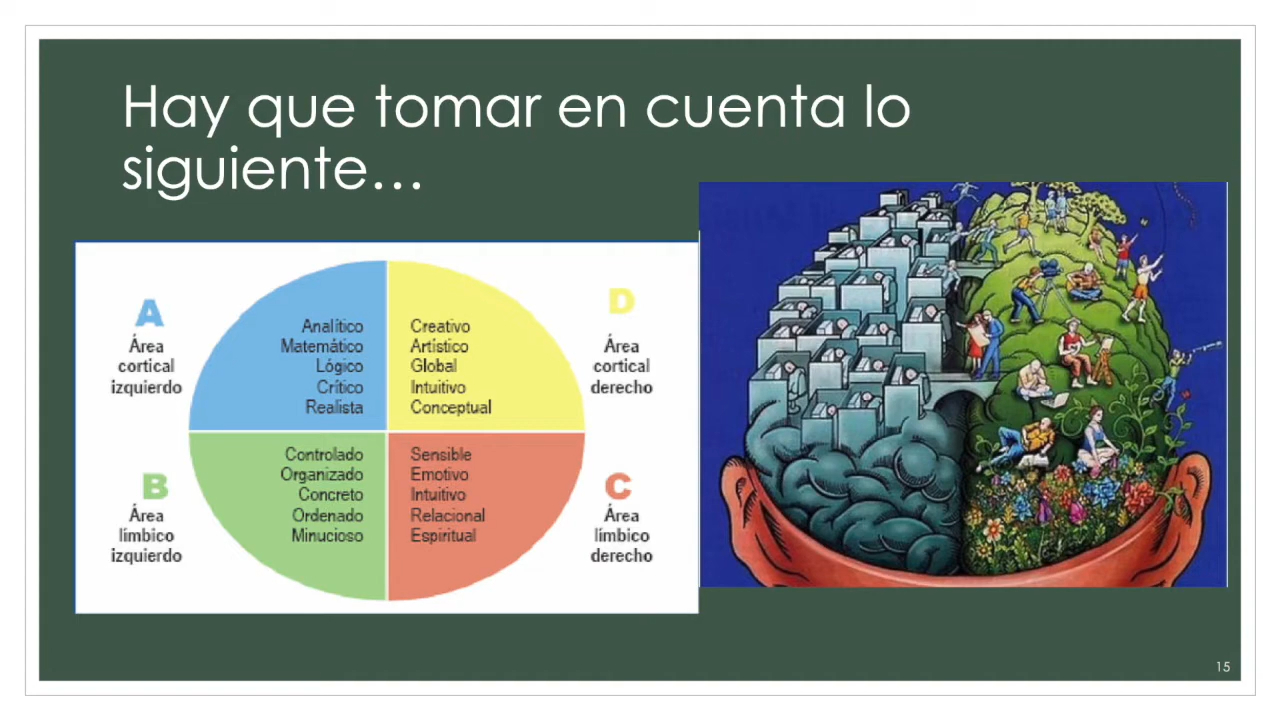 Hay que tomar en cuenta lo
siguiente…
A
Área
cortical
izquierdo
Analítico
Matemático
Lógico
Crítico
Realista
Creativo
Artístico
Global
Intuitivo
Conceptual
D
Área
cortical
derecho
B
Área
límbico
izquierdo
Controlado
Organizado
Concreto
Ordenado
Minucioso
Sensible
Emotivo
Intuitivo
Relacional
Espiritual
C
Área
límbico
derecho
15